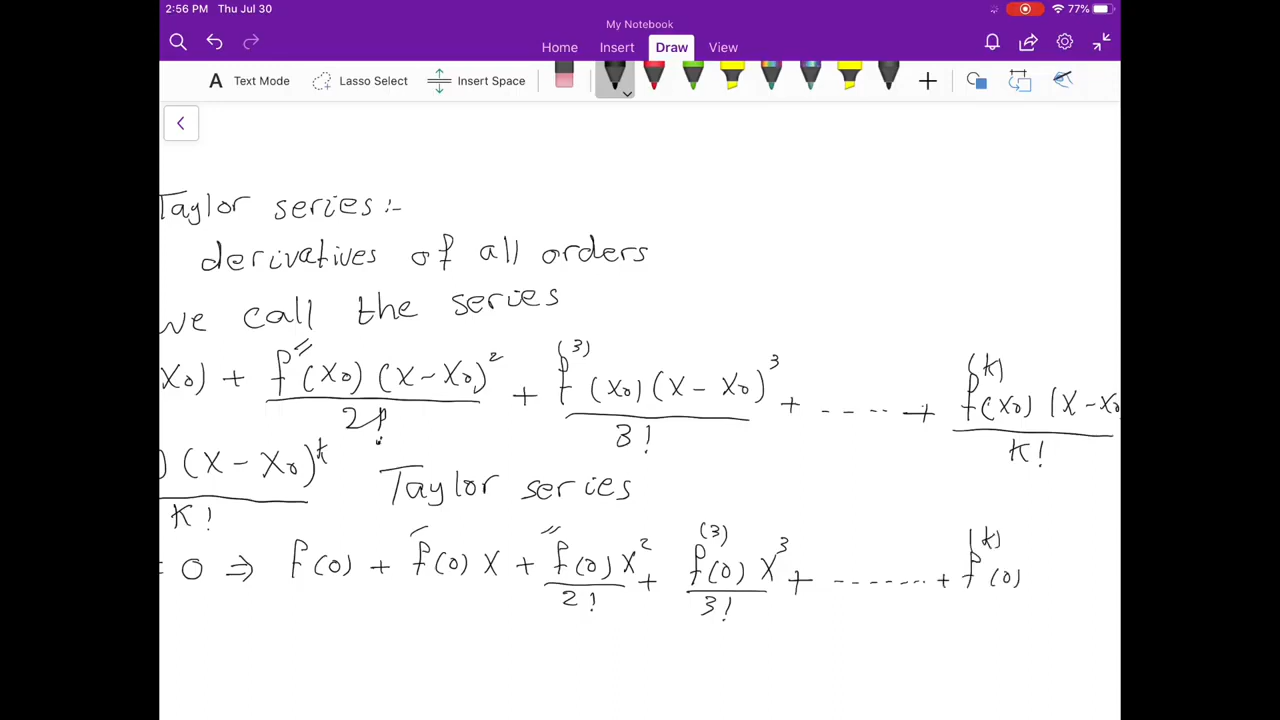 2:56 PM Thu Jul 30
77%
My Notebook
Home Insert Draw View
A Text Mode Lasso Select Insert Space
Taylor series :-
derivatives of all orders
we call the series
x₀) + f″(x₀) (x-x₀)² / 2! + f⁽³⁾(x₀) (x-x₀)³ / 3! + ----- + f⁽ᵏ⁾(x₀) (x-x₀ / k!
) (x-x₀)ᵏ / k! Taylor series
= 0 ⇒ f(0) + f′(0) x + f″(0) x² / 2! + f⁽³⁾(0) x³ / 3! + ------- + f⁽ᵏ⁾(0)